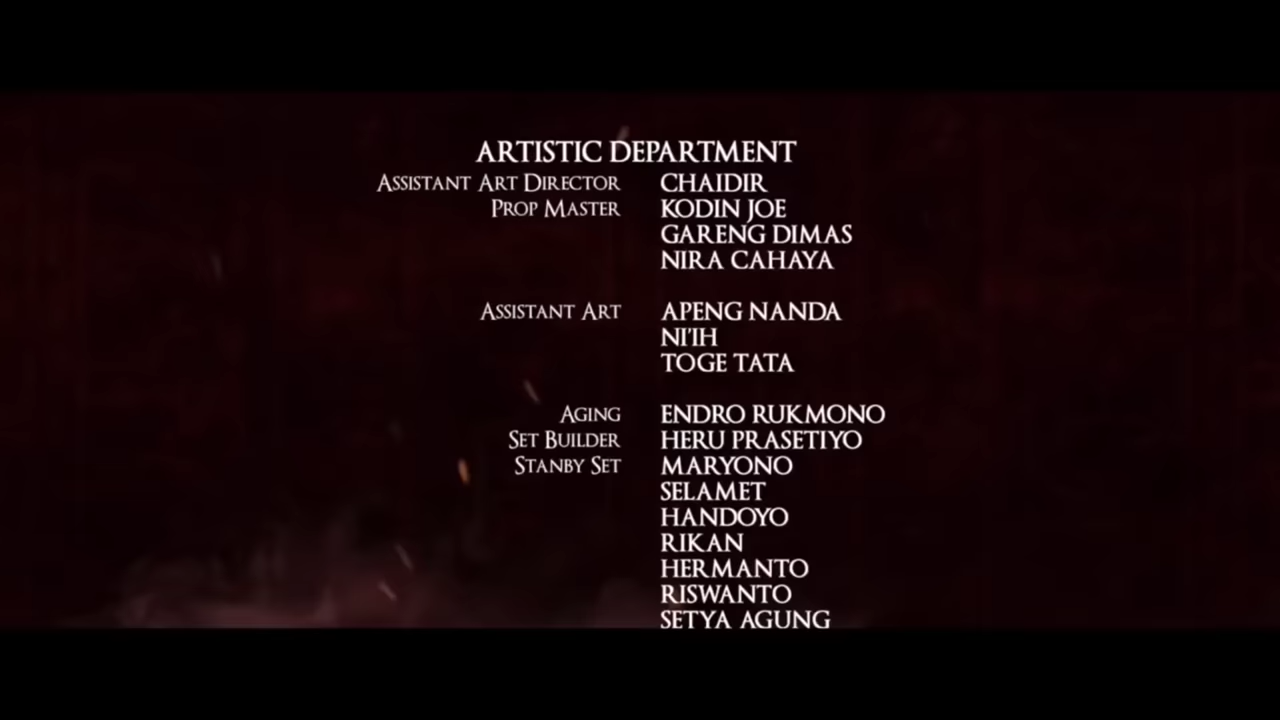 ARTISTIC DEPARTMENT
ASSISTANT ART DIRECTOR CHAIDIR
PROP MASTER KODIN JOE
GARENG DIMAS
NIRA CAHAYA
ASSISTANT ART APENG NANDA
NI'IH
TOGE TATA
AGING ENDRO RUKMONO
SET BUILDER HERU PRASETIYO
STANBY SET MARYONO
SELAMET
HANDOYO
RIKAN
HERMANTO
RISWANTO
SETYA AGUNG